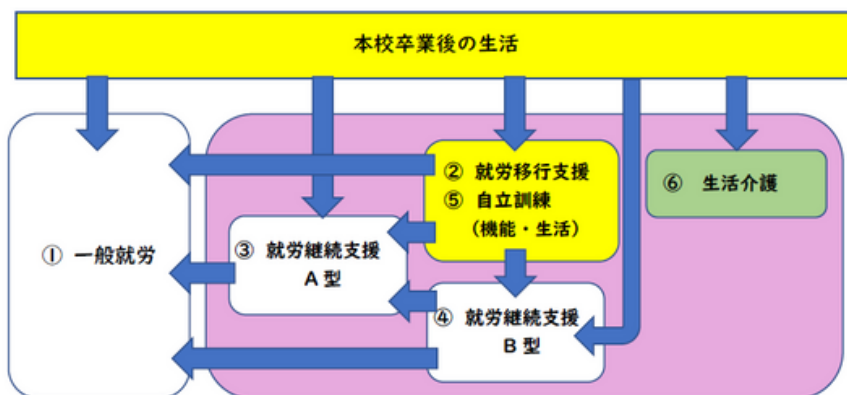 本校卒業後の生活
② 就労移行支援
⑤ 自立訓練
（機能・生活）
⑥ 生活介護
① 一般就労
③ 就労継続支援
A型
④ 就労継続支援
B型